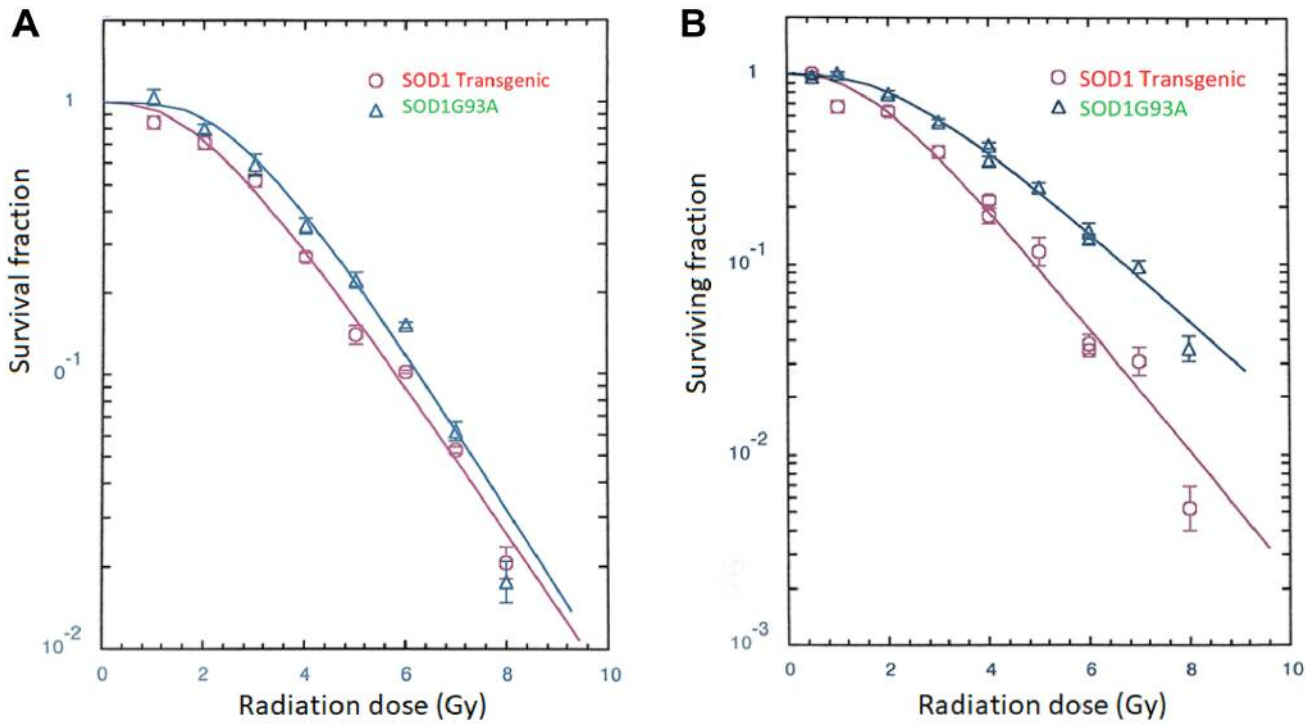 A
B
SOD1 Transgenic
SOD1G93A
SOD1 Transgenic
SOD1G93A
1
0-1
10-2
Survival fraction
0
2
4
6
8
10
Radiation dose (Gy)
1
1
10-1
10-2
10-3
Surviving fraction
0
2
4
6
8
10
Radiation dose (Gy)